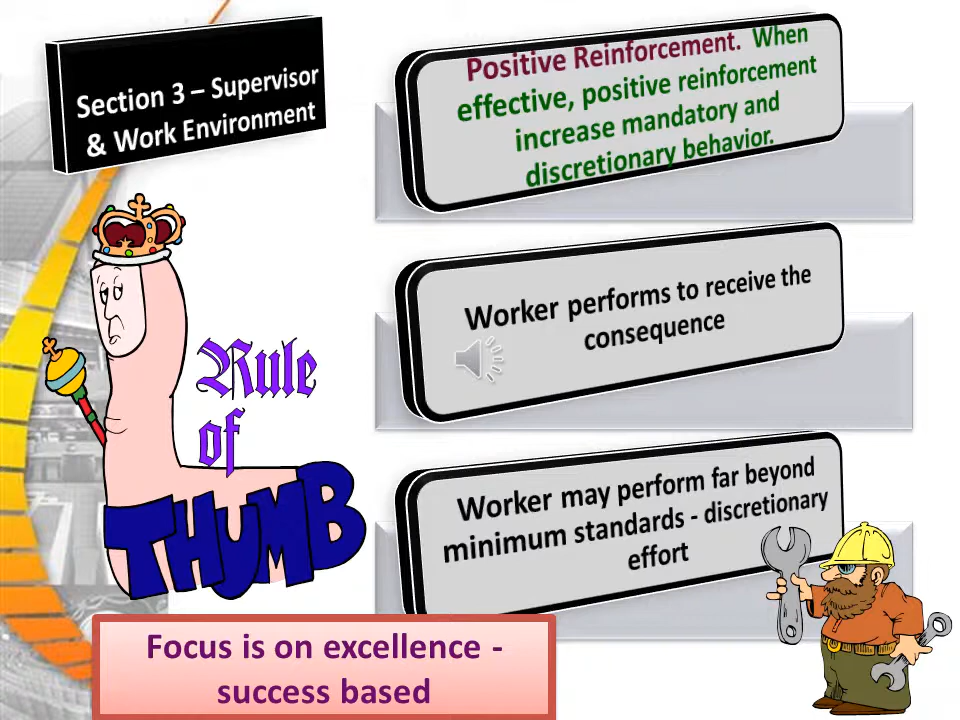 Section 3 – Supervisor
& Work Environment
Positive Reinforcement. When
effective, positive reinforcement
increase mandatory and
discretionary behavior.
Worker performs to receive the
consequence
Rule
of
THUMB
Worker may perform far beyond
minimum standards - discretionary
effort
Focus is on excellence -
success based